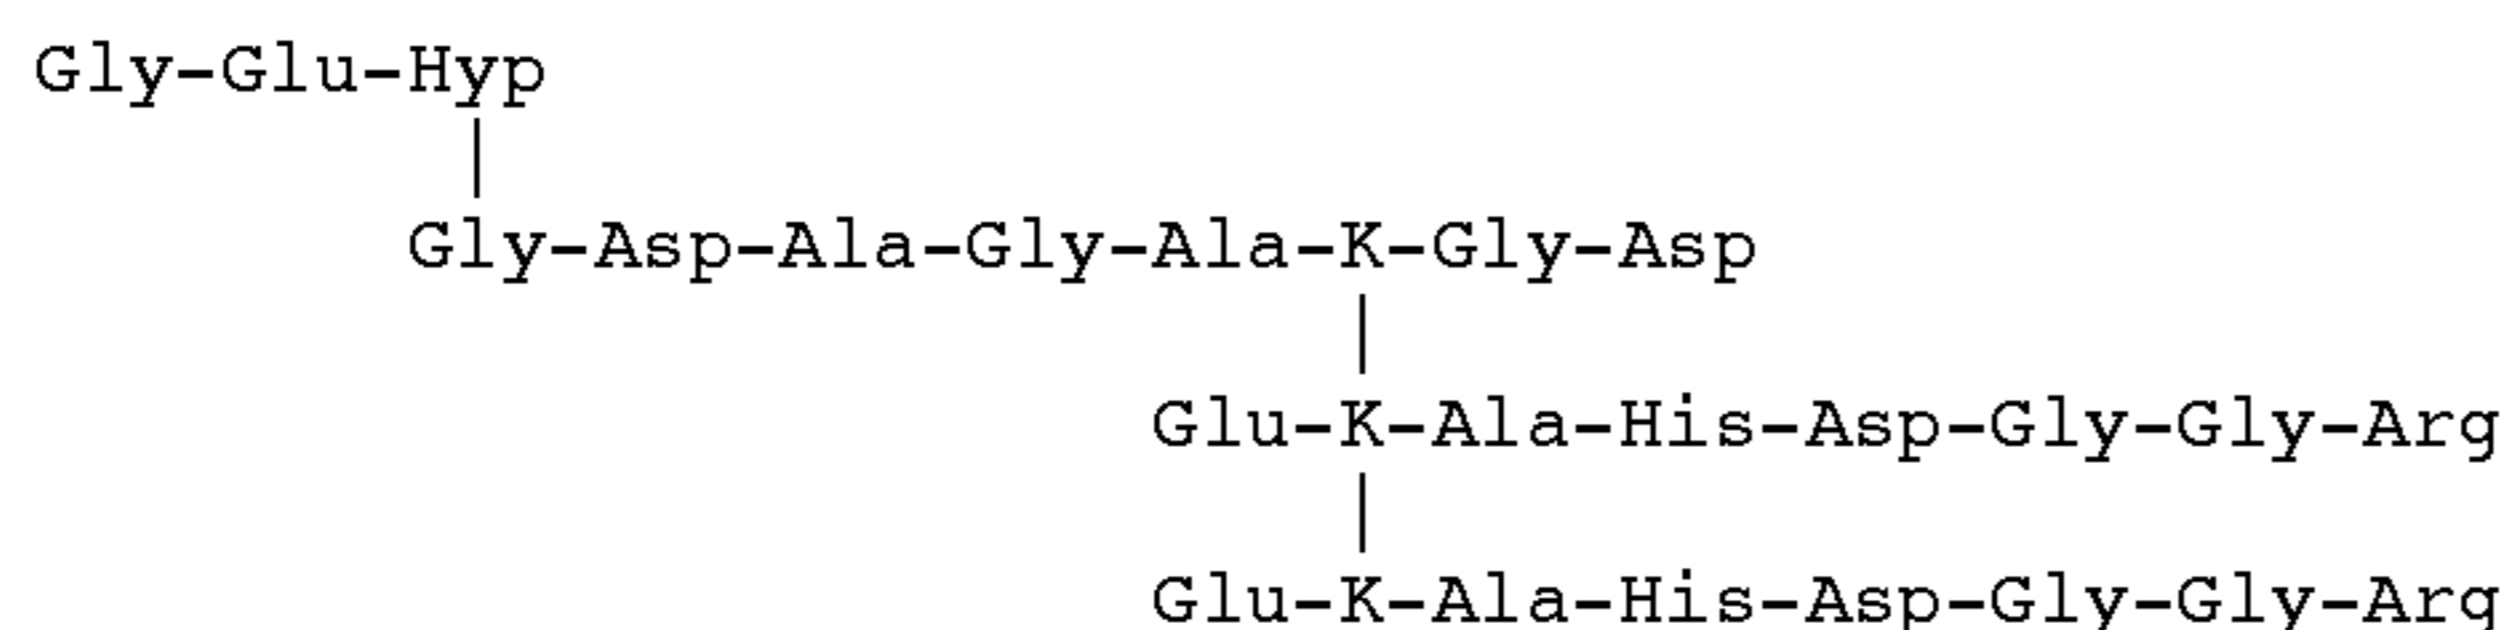 Gly-Glu-Hyp
Gly-Asp-Ala-Gly-Ala-K-Gly-Asp
Glu-K-Ala-His-Asp-Gly-Gly-Arg
Glu-K-Ala-His-Asp-Gly-Gly-Arg